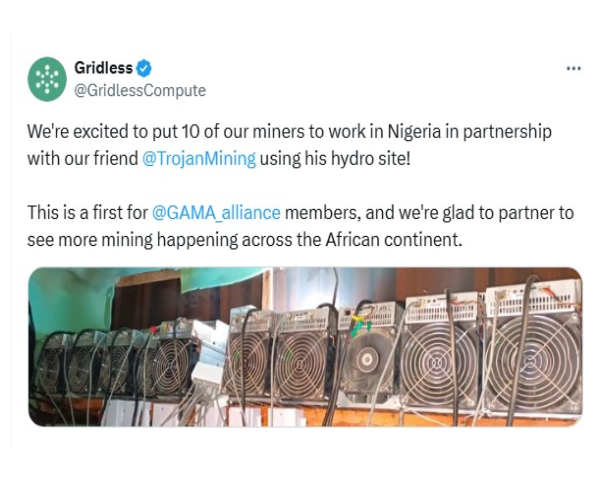 Gridless
@GridlessCompute
We're excited to put 10 of our miners to work in Nigeria in partnership
with our friend @TrojanMining using his hydro site!
This is a first for @GAMA_alliance members, and we're glad to partner to
see more mining happening across the African continent.